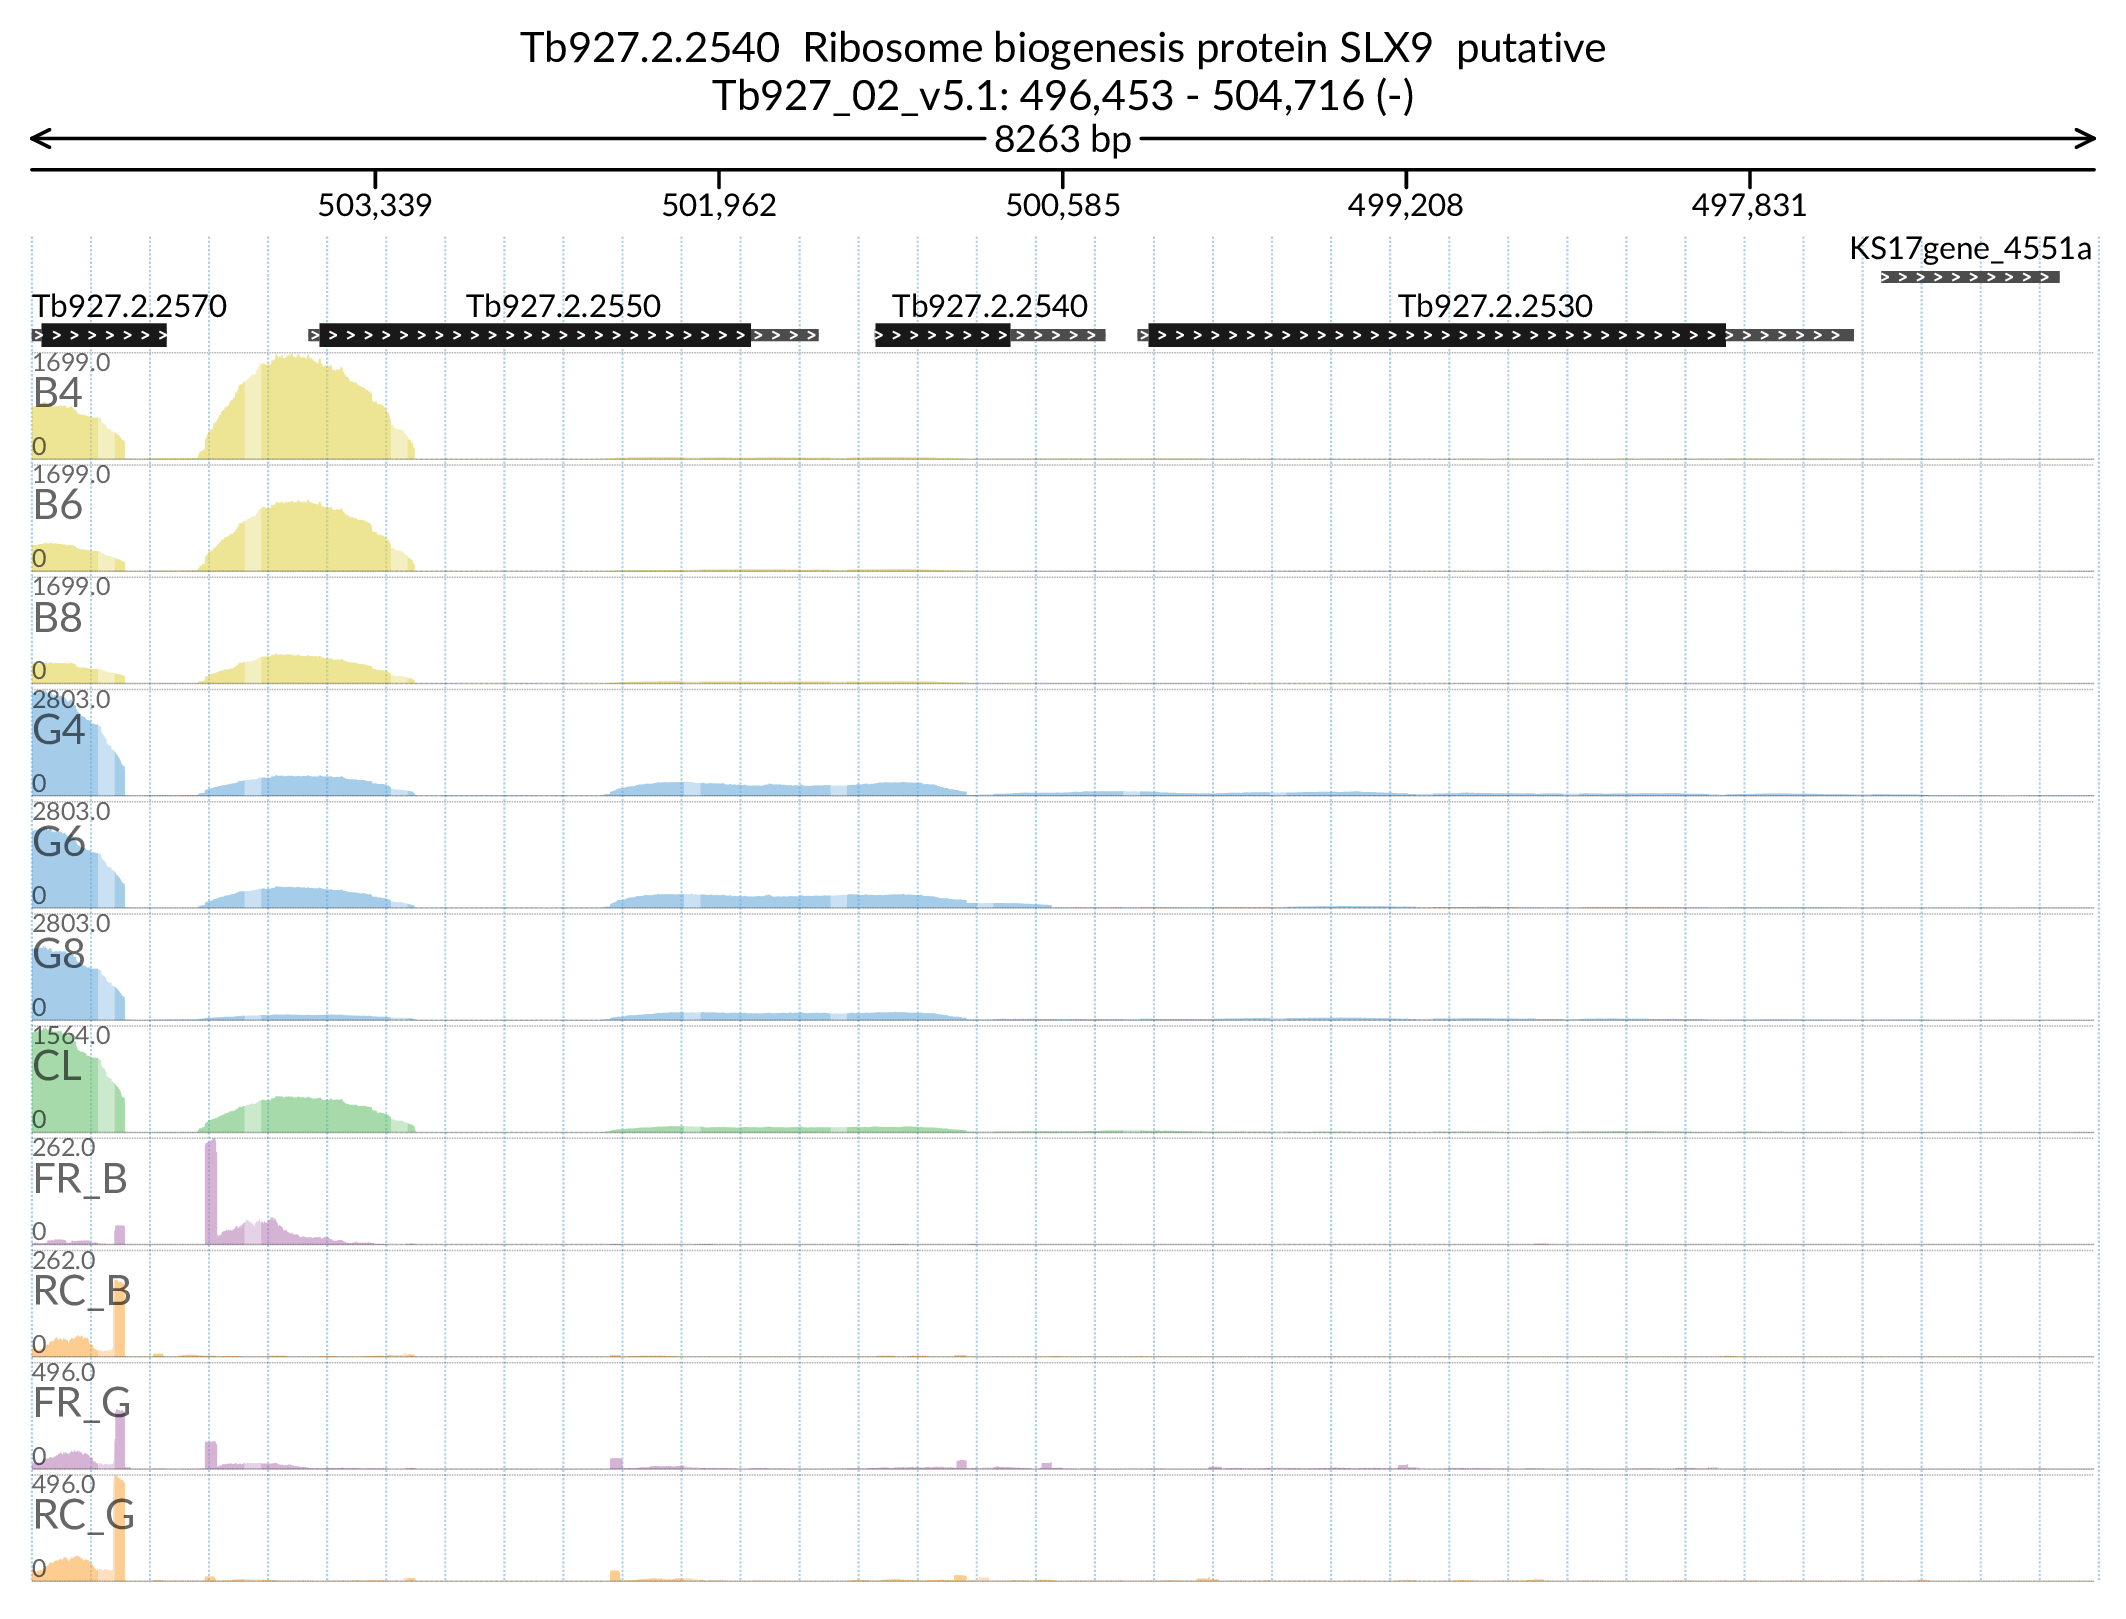 Tb927.2.2540  Ribosome biogenesis protein SLX9  putative
Tb927_02_v5.1: 496,453 - 504,716 (-)
8263 bp
503,339 501,962 500,585 499,208 497,831
KS17gene_4551a
Tb927.2.2570 Tb927.2.2550 Tb927.2.2540 Tb927.2.2530
1699.0
B4
0
1699.0
B6
0
1699.0
B8
0
2803.0
G4
0
2803.0
G6
0
2803.0
G8
0
1564.0
CL
0
262.0
FR_B
0
262.0
RC_B
0
496.0
FR_G
0
496.0
RC_G
0